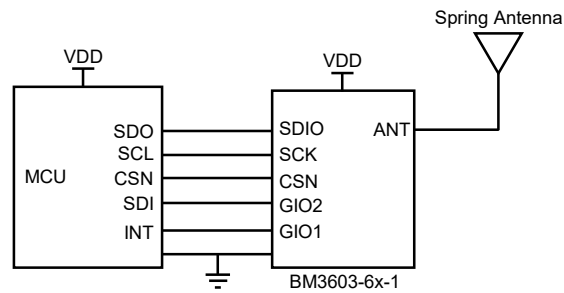 Spring Antenna
VDD
VDD
MCU
SDO
SCL
CSN
SDI
INT
SDIO
SCK
CSN
GIO2
GIO1
ANT
BM3603-6x-1